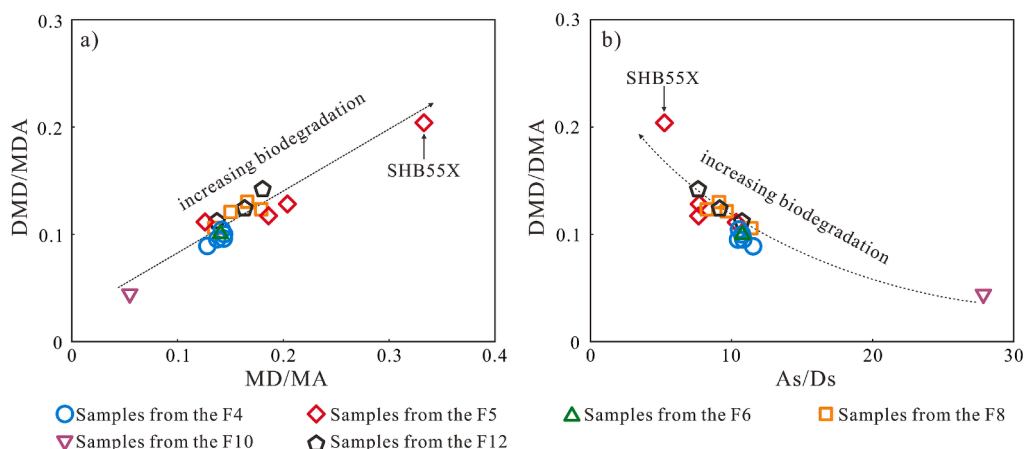 a)
0.3
0.2
0.1
0
DMD/MDA
increasing biodegradation
SHB55X
0
0.1
0.2
0.3
0.4
MD/MA
b)
0.3
0.2
0.1
0
DMD/DMA
SHB55X
increasing biodegradation
0
10
20
30
As/Ds
Samples from the F4
Samples from the F5
Samples from the F6
Samples from the F8
Samples from the F10
Samples from the F12